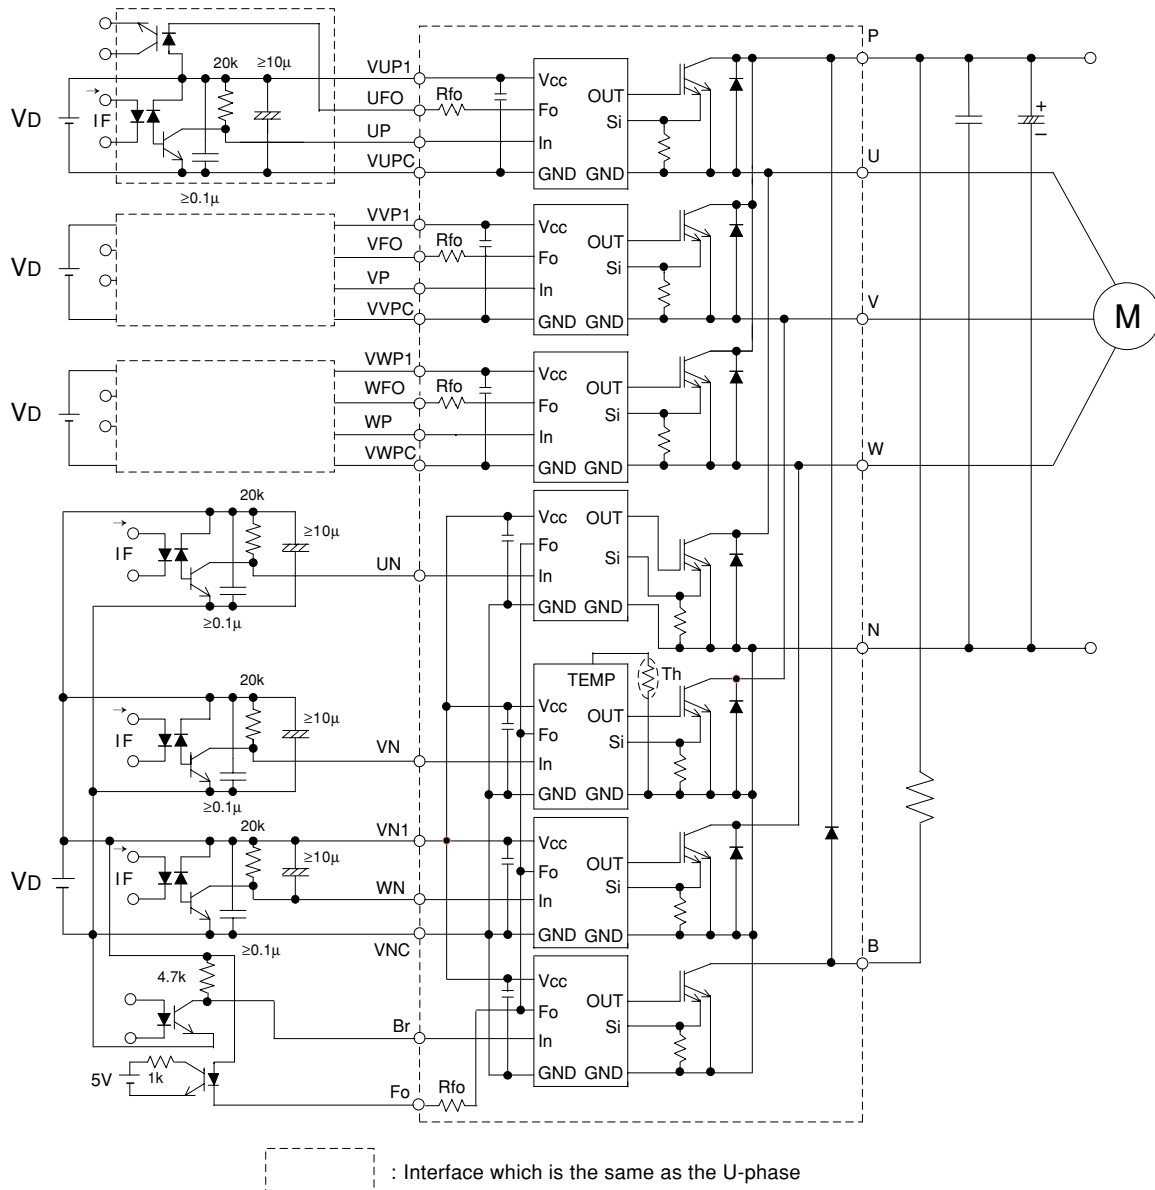 P
20k
≥10μ
VUP1
Vcc
UFO
Rfo
OUT
VD
IF
Fo
Si
+
–
UP
In
U
VUPC
GND
GND
≥0.1μ
VVP1
Vcc
VFO
Rfo
OUT
VD
Fo
Si
VP
In
V
VVPC
GND
GND
M
VWP1
Vcc
WFO
Rfo
OUT
VD
Fo
Si
WP
In
W
VWPC
GND
GND
20k
≥10μ
Vcc
OUT
IF
Fo
Si
UN
In
GND
GND
≥0.1μ
N
Th
TEMP
20k
≥10μ
Vcc
OUT
IF
Fo
Si
VN
In
GND
GND
≥0.1μ
20k
VN1
Vcc
≥10μ
OUT
VD
IF
Fo
Si
WN
In
GND
GND
VNC
≥0.1μ
B
4.7k
Vcc
OUT
Fo
Si
Br
In
5V
1k
GND
GND
Fo
Rfo
: Interface which is the same as the U-phase